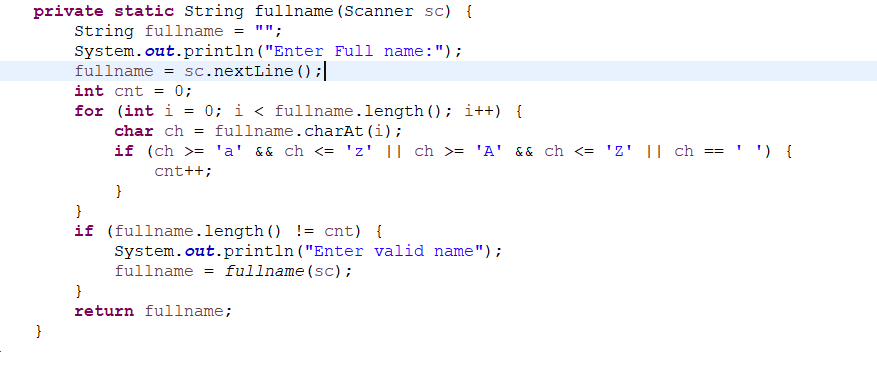 private static String fullname(Scanner sc) {
    String fullname = "";
    System.out.println("Enter Full name:");
    fullname = sc.nextLine();
    int cnt = 0;
    for (int i = 0; i < fullname.length(); i++) {
        char ch = fullname.charAt(i);
        if (ch >= 'a' && ch <= 'z' || ch >= 'A' && ch <= 'Z' || ch == ' ') {
            cnt++;
        }
    }
    if (fullname.length() != cnt) {
        System.out.println("Enter valid name");
        fullname = fullname(sc);
    }
    return fullname;
}